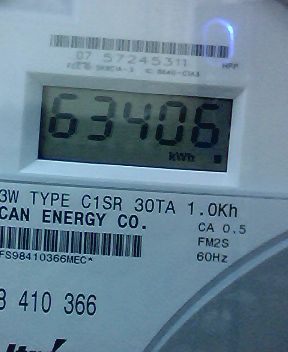 07 57245311
63406
kWh
3W TYPE C1SR 30TA 1.0Kh
CAN ENERGY CO.
CA 0.5
FM2S
60Hz
FS98410366MEC*
3 410 366